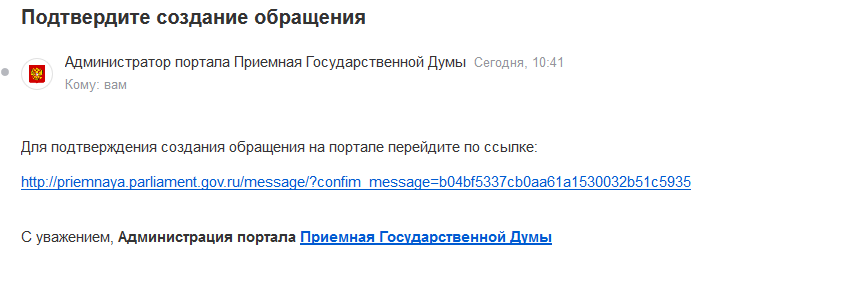 Подтвердите создание обращения
Администратор портала Приемная Государственной Думы Сегодня, 10:41
Кому: вам
Для подтверждения создания обращения на портале перейдите по ссылке:
http://priemnaya.parliament.gov.ru/message/?confim_message=b04bf5337cb0aa61a1530032b51c5935
С уважением, Администрация портала Приемная Государственной Думы